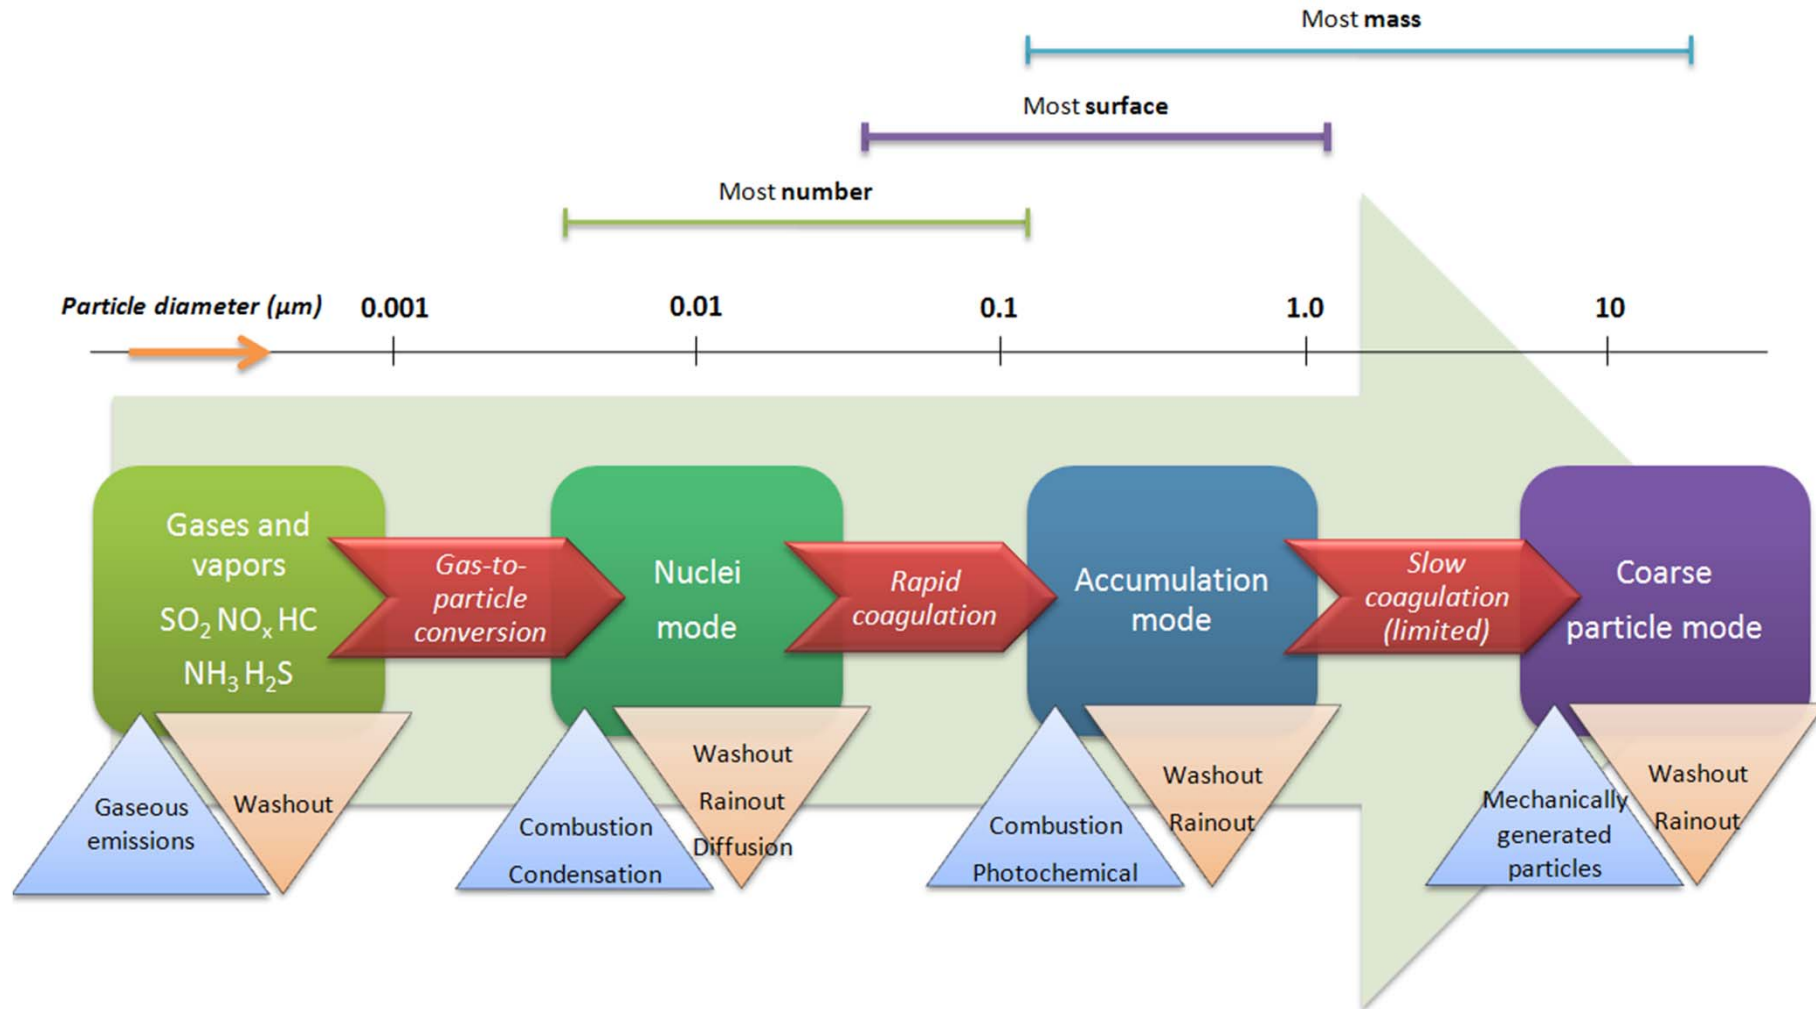 Most mass
Most surface
Most number
Particle diameter (µm)
0.001
0.01
0.1
1.0
10
Gases and
vapors
SO₂ NOₓ HC
NH₃ H₂S
Gas-to-
particle
conversion
Nuclei
mode
Rapid
coagulation
Accumulation
mode
Slow
coagulation
(limited)
Coarse
particle mode
Gaseous
emissions
Washout
Combustion
Condensation
Washout
Rainout
Diffusion
Combustion
Photochemical
Washout
Rainout
Mechanically
generated
particles
Washout
Rainout